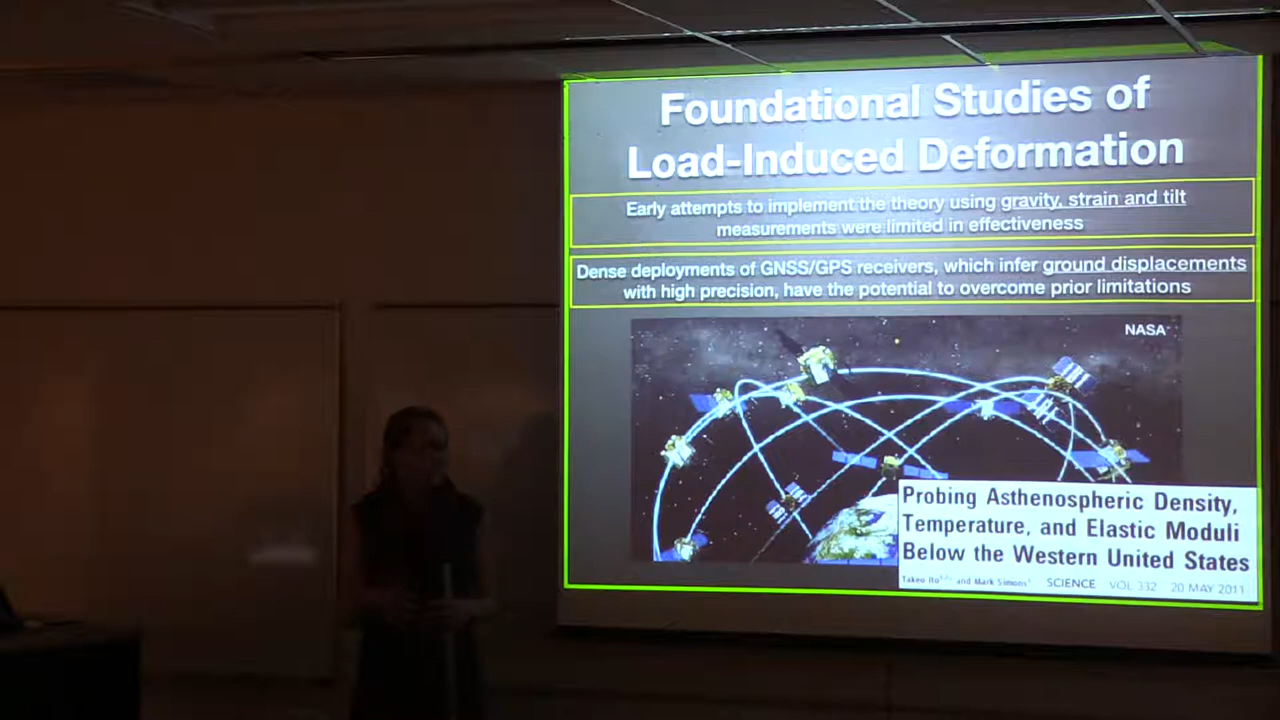 Foundational Studies of
Load-Induced Deformation
Early attempts to implement the theory using gravity, strain and tilt
measurements were limited in effectiveness
Dense deployments of GNSS/GPS receivers, which infer ground displacements
with high precision, have the potential to overcome prior limitations
NASA
Probing Asthenospheric Density,
Temperature, and Elastic Moduli
Below the Western United States
Takeo Ito and Mark Simons SCIENCE VOL 332 20 MAY 2011